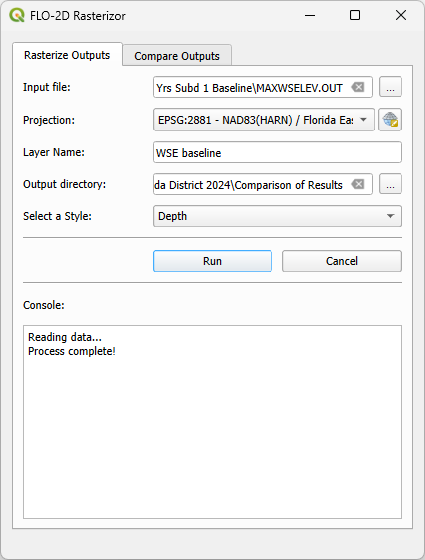 FLO-2D Rasterizor
Rasterize Outputs
Compare Outputs
Input file:
Yrs Subd 1 Baseline\MAXWSELEV.OUT
...
Projection:
EPSG:2881 - NAD83(HARN) / Florida Eas
Layer Name:
WSE baseline
Output directory:
da District 2024\Comparison of Results
...
Select a Style:
Depth
Run
Cancel
Console:
Reading data...
Process complete!